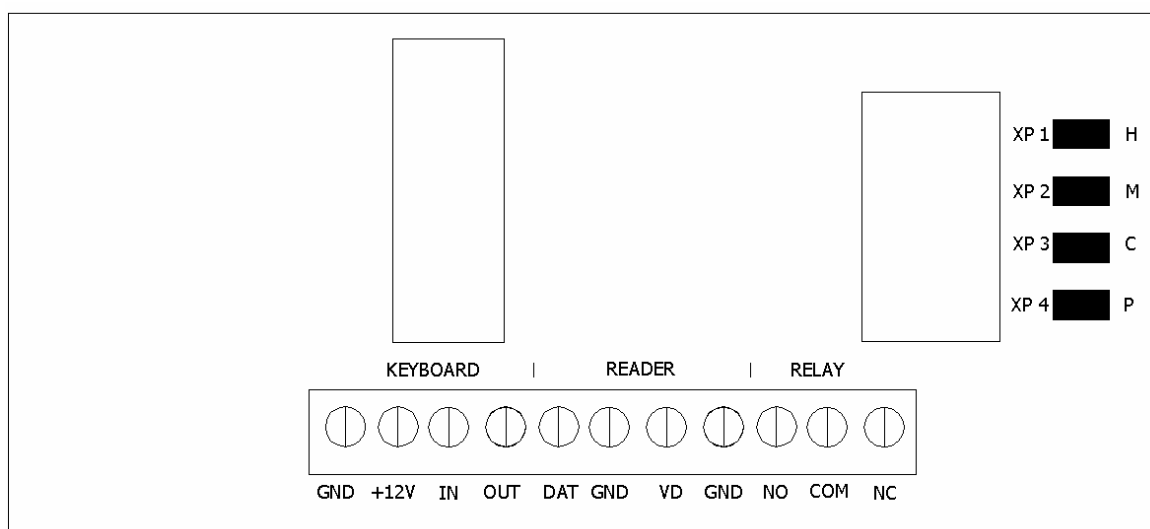 XP 1 H
XP 2 M
XP 3 C
XP 4 P
KEYBOARD | READER | RELAY
GND +12V IN OUT DAT GND VD GND NO COM NC